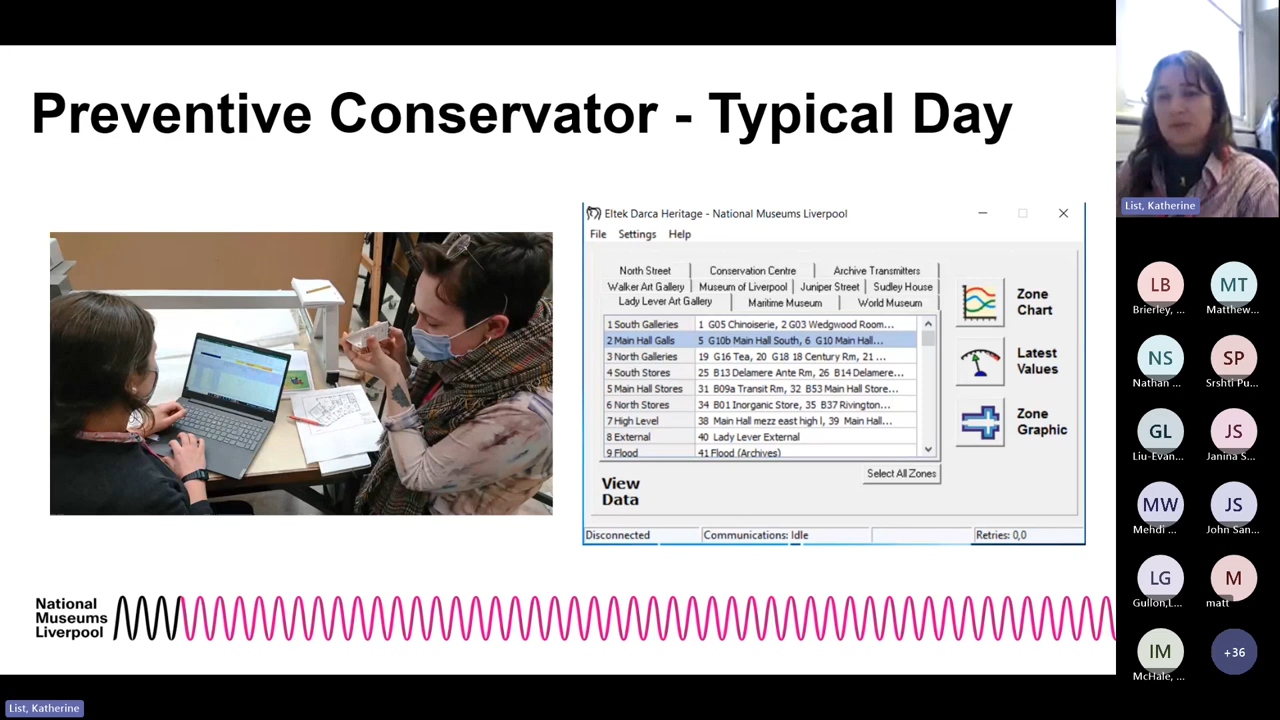 Preventive Conservator - Typical Day
Eltek Darca Heritage - National Museums Liverpool
File Settings Help
North Street Conservation Centre Archive Transmitters
Walker Art Gallery Museum of Liverpool Juniper Street Sudley House
Lady Lever Art Gallery Maritime Museum World Museum
1 South Galleries 1 G05 Chinoiserie, 2 G03 Wedgwood Room...
2 Main Hall Galls 5 G10b Main Hall South, 6 G10 Main Hall...
3 North Galleries 19 G16 Tea, 20 G18 18 Century Rm, 21 ...
4 South Stores 25 B13 Delamere Ante Rm, 26 B14 Delamere...
5 Main Hall Stores 31 B09a Transit Rm, 32 B53 Main Hall Store...
6 North Stores 34 B01 Inorganic Store, 35 B37 Rivington...
7 High Level 38 Main Hall mezz east high l, 39 Main Hall...
8 External 40 Lady Lever External
9 Flood 41 Flood (Archives)
Select All Zones
Zone
Chart
Latest
Values
Zone
Graphic
View
Data
Disconnected Communications: Idle Retries: 0,0
National
Museums
Liverpool
List, Katherine
LB MT
Brierley, ... Matthew...
NS SP
Nathan ... Srshti Pu...
GL JS
Liu-Evan... Janina S...
MW JS
Mehdi ... John San...
LG M
Gullon,L... matt
IM +36
McHale, ...
List, Katherine